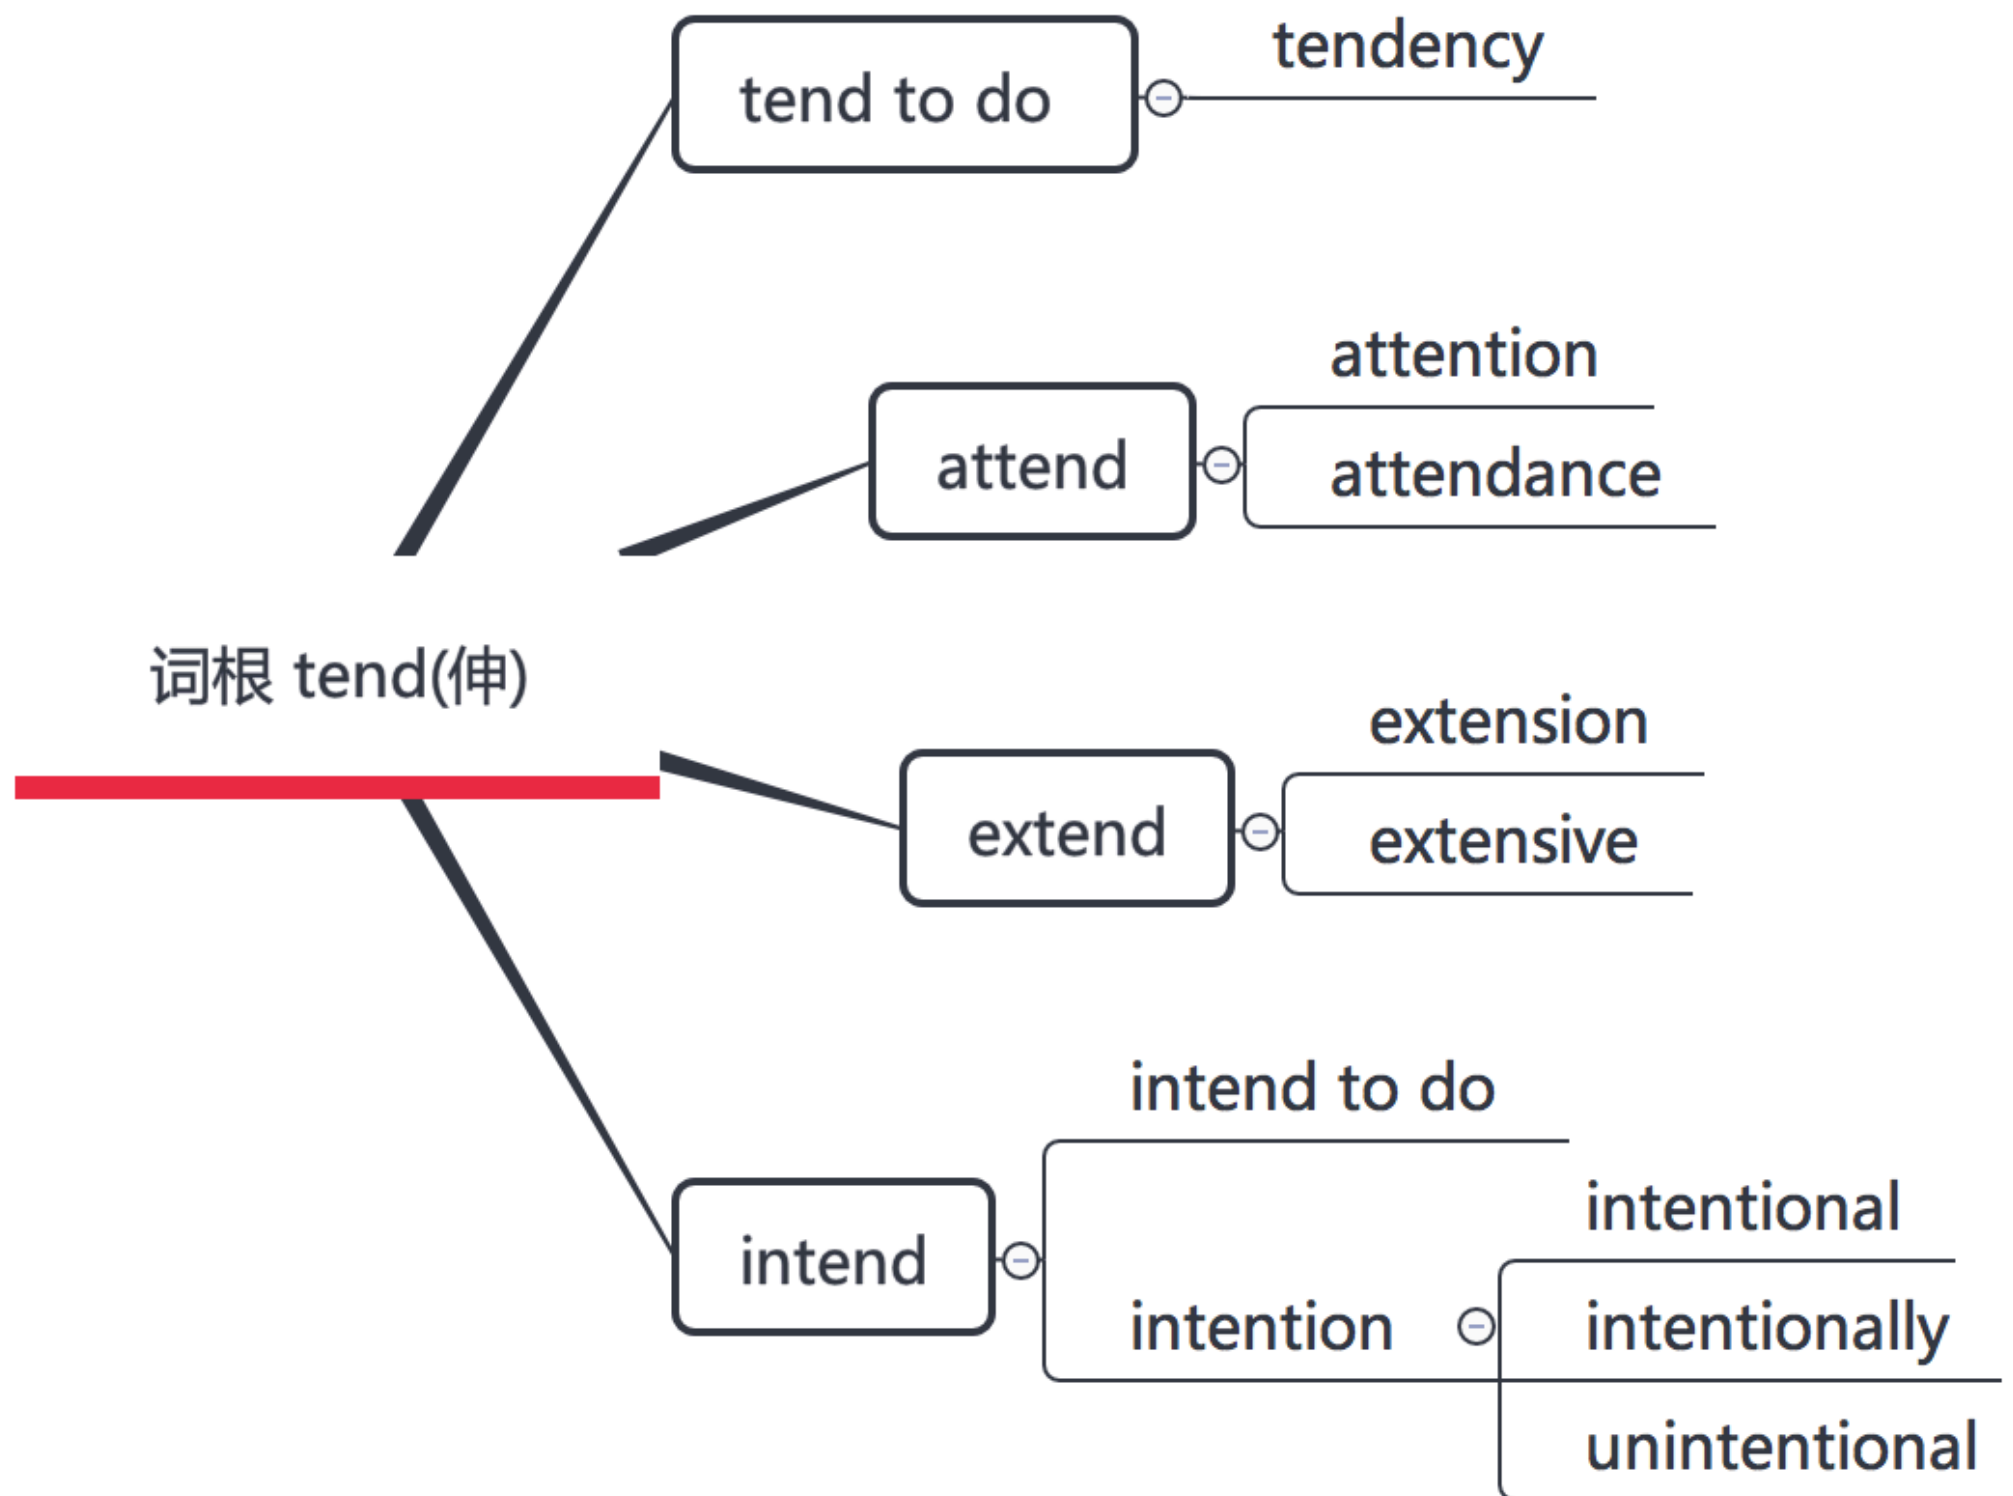 词根 tend(伸)
tend to do
tendency
attend
attention
attendance
extend
extension
extensive
intend
intend to do
intention
intentional
intentionally
unintentional